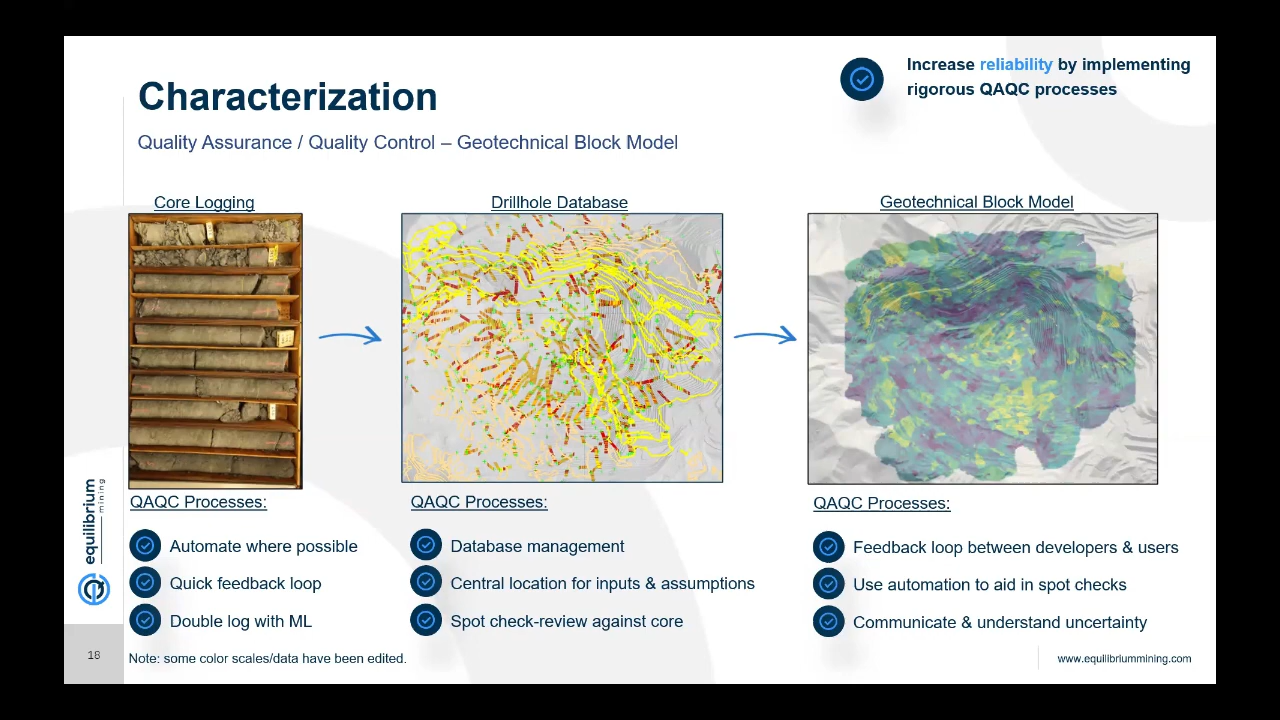 Increase reliability by implementing
rigorous QAQC processes
Characterization
Quality Assurance / Quality Control – Geotechnical Block Model
Core Logging
Drillhole Database
Geotechnical Block Model
QAQC Processes:
Automate where possible
Quick feedback loop
Double log with ML
QAQC Processes:
Database management
Central location for inputs & assumptions
Spot check-review against core
QAQC Processes:
Feedback loop between developers & users
Use automation to aid in spot checks
Communicate & understand uncertainty
equilibrium
mining
18
Note: some color scales/data have been edited.
www.equilibriummining.com